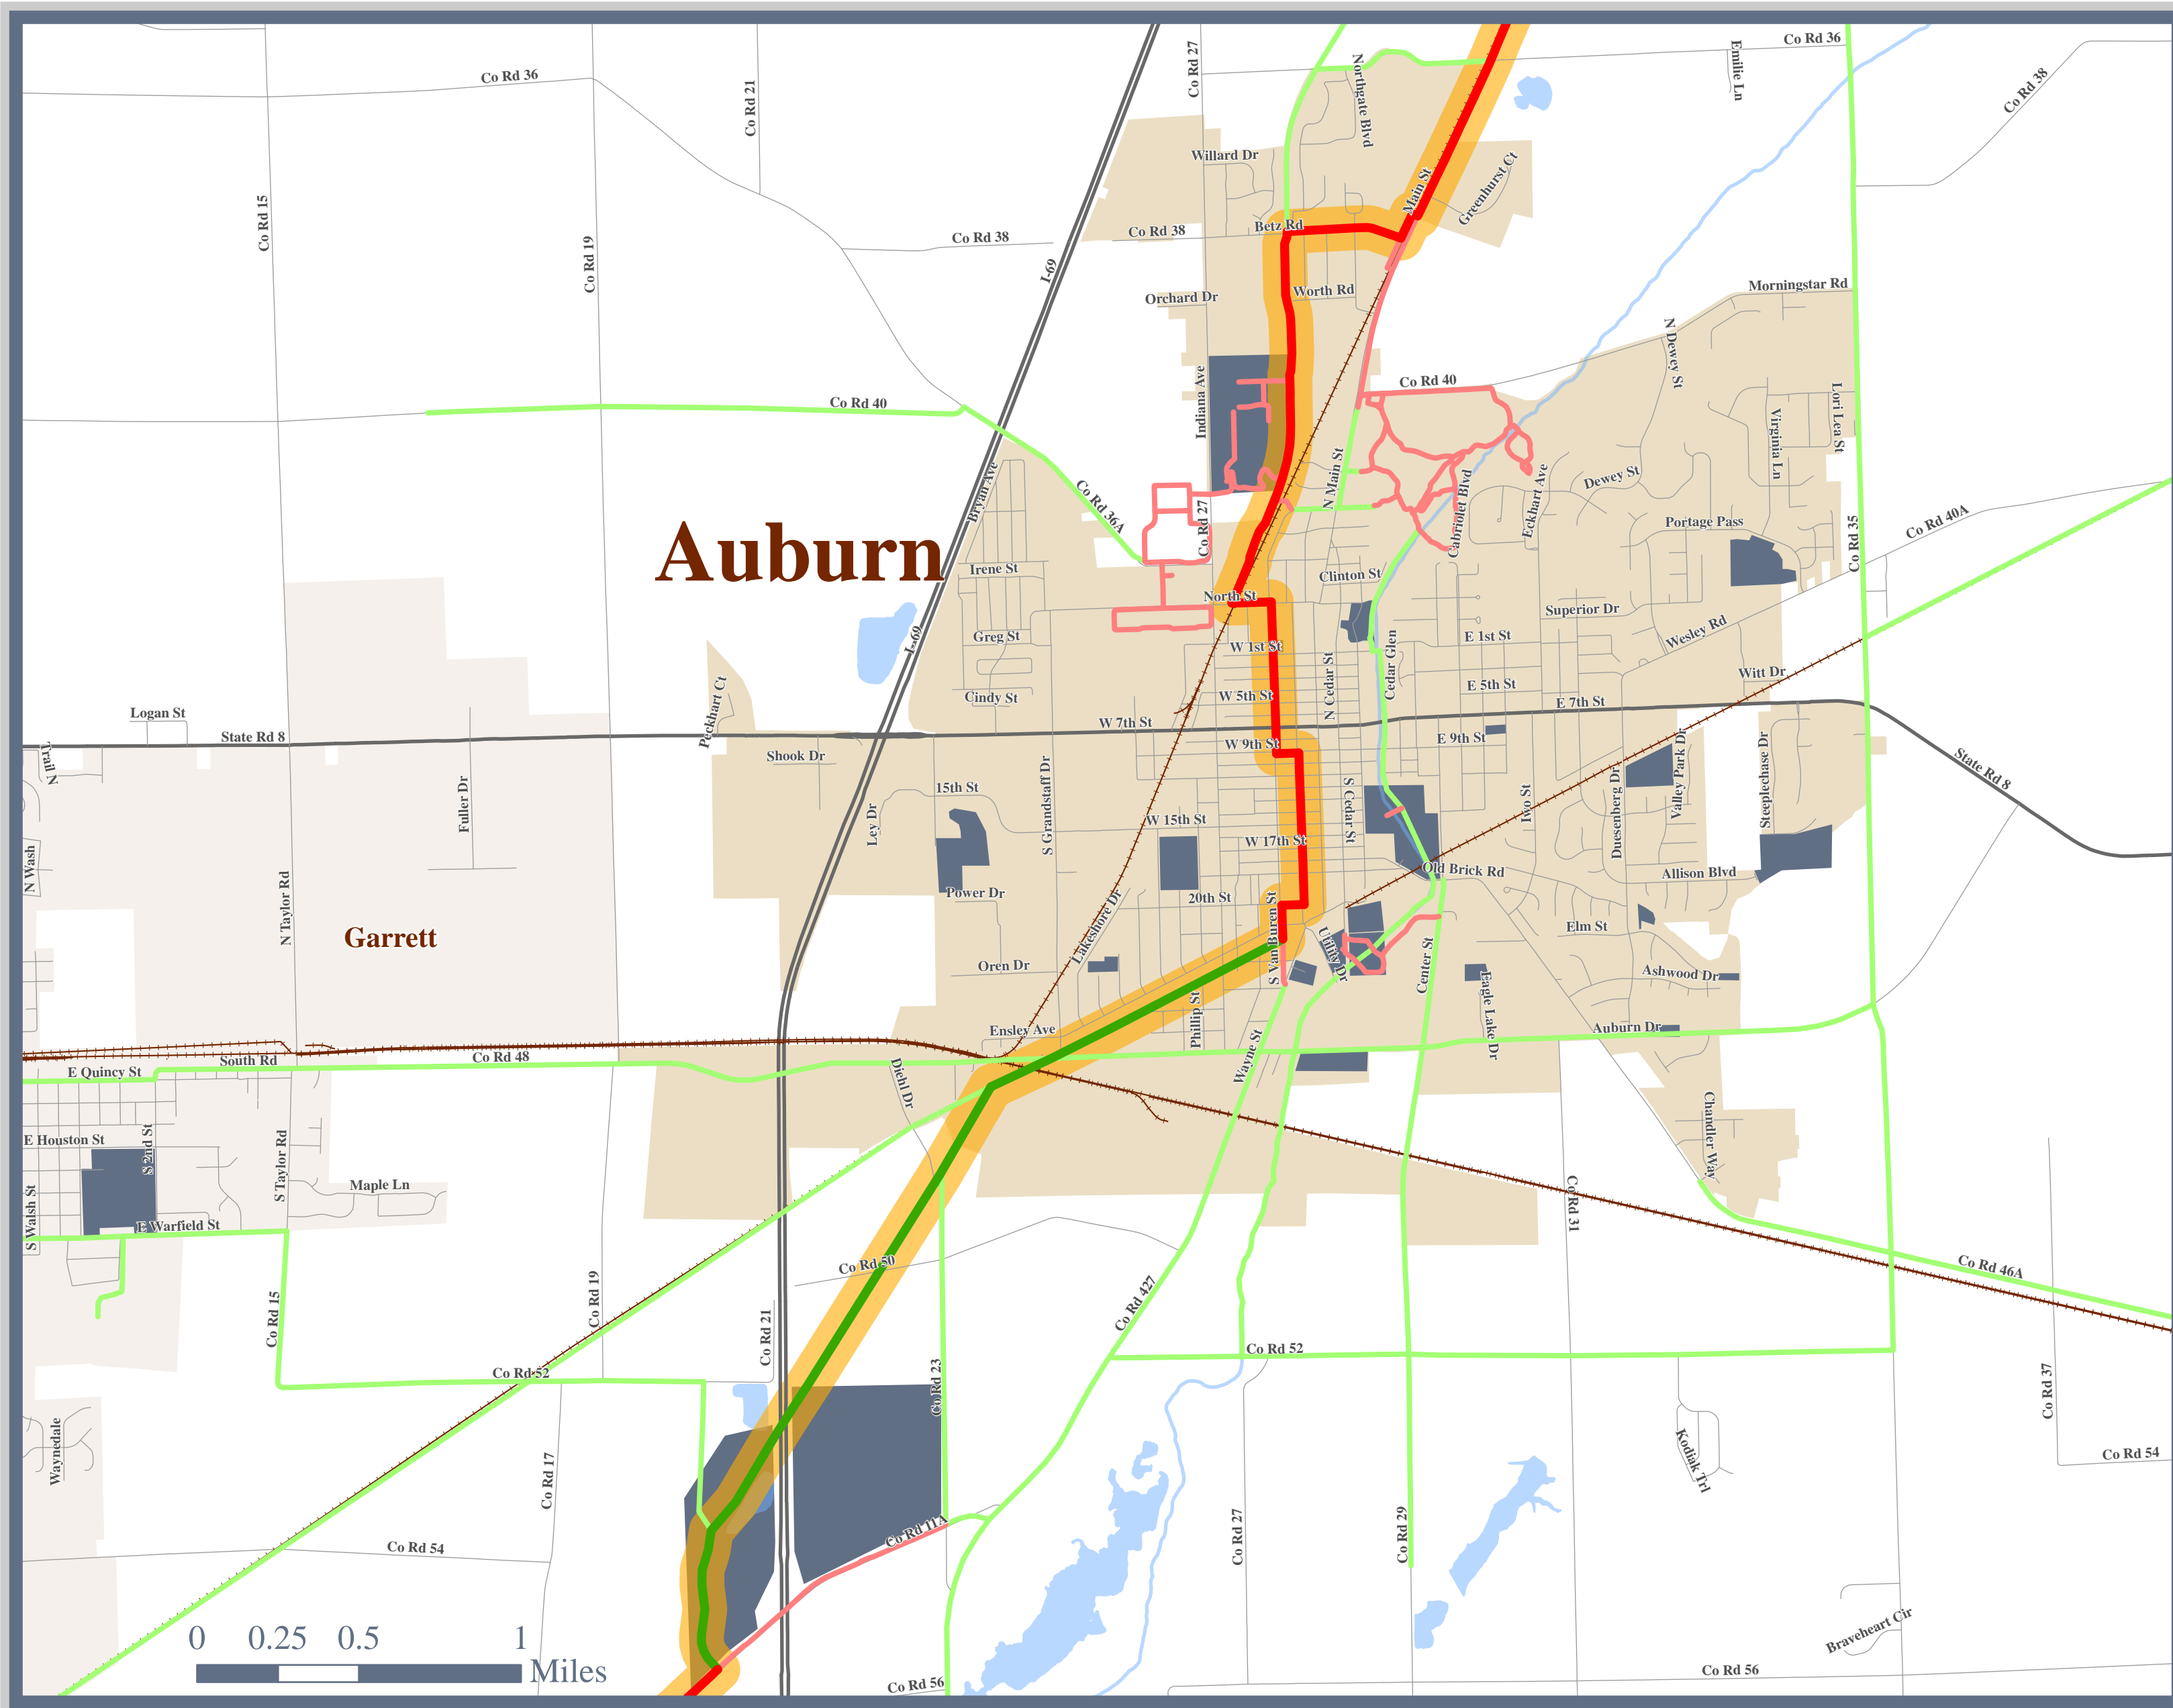 Co Rd 36
Co Rd 21
Co Rd 27
Northgate Blvd
Co Rd 36
Emilie Ln
Co Rd 38
Willard Dr
Main St
Greenhurst Ct
Co Rd 15
Co Rd 19
Co Rd 38
Co Rd 38
Betz Rd
I-69
Orchard Dr
Worth Rd
Morningstar Rd
N Dewey St
Co Rd 40
Indiana Ave
Co Rd 40
Lori Lea St
Virginia Ln
Bryan Ave
Co Rd 36A
Co Rd 27
N Main St
Cabriolet Blvd
Eckhart Ave
Dewey St
Portage Pass
Co Rd 35
Co Rd 40A
Auburn
Irene St
Clinton St
North St
Superior Dr
Greg St
I-69
W 1st St
E 1st St
Wesley Rd
Cedar Glen
N Cedar St
Witt Dr
Cindy St
W 5th St
E 5th St
E 7th St
Peckhart Ct
Logan St
State Rd 8
W 7th St
N Trail
Shook Dr
W 9th St
E 9th St
State Rd 8
Fuller Dr
15th St
S Grandstaff Dr
S Cedar St
Iowa St
Duesenberg Dr
Valley Park Dr
Steeplechase Dr
Ley Dr
W 15th St
W 17th St
N Wash
N Taylor Rd
Power Dr
20th St
Old Brick Rd
Allison Blvd
Garrett
Lakeshore Dr
S Van Buren St
Utility Dr
Center St
Elm St
Oren Dr
Ashwood Dr
Eagle Lake Dr
Phillip St
Ensley Ave
Auburn Dr
South Rd
Co Rd 48
E Quincy St
Diehl Dr
Wayne St
Chandler Way
E Houston St
S 2nd St
S Taylor Rd
Maple Ln
S Walsh St
E Warfield St
Co Rd 31
Co Rd 50
Co Rd 46A
Co Rd 15
Co Rd 19
Co Rd 21
Co Rd 427
Co Rd 52
Co Rd 52
Co Rd 23
Co Rd 37
Waynedale
Co Rd 17
Kodiak Trl
Co Rd 54
Co Rd 54
Co Rd 11A
Co Rd 27
Co Rd 29
Braveheart Cir
0 0.25 0.5 1
Miles
Co Rd 56
Co Rd 56